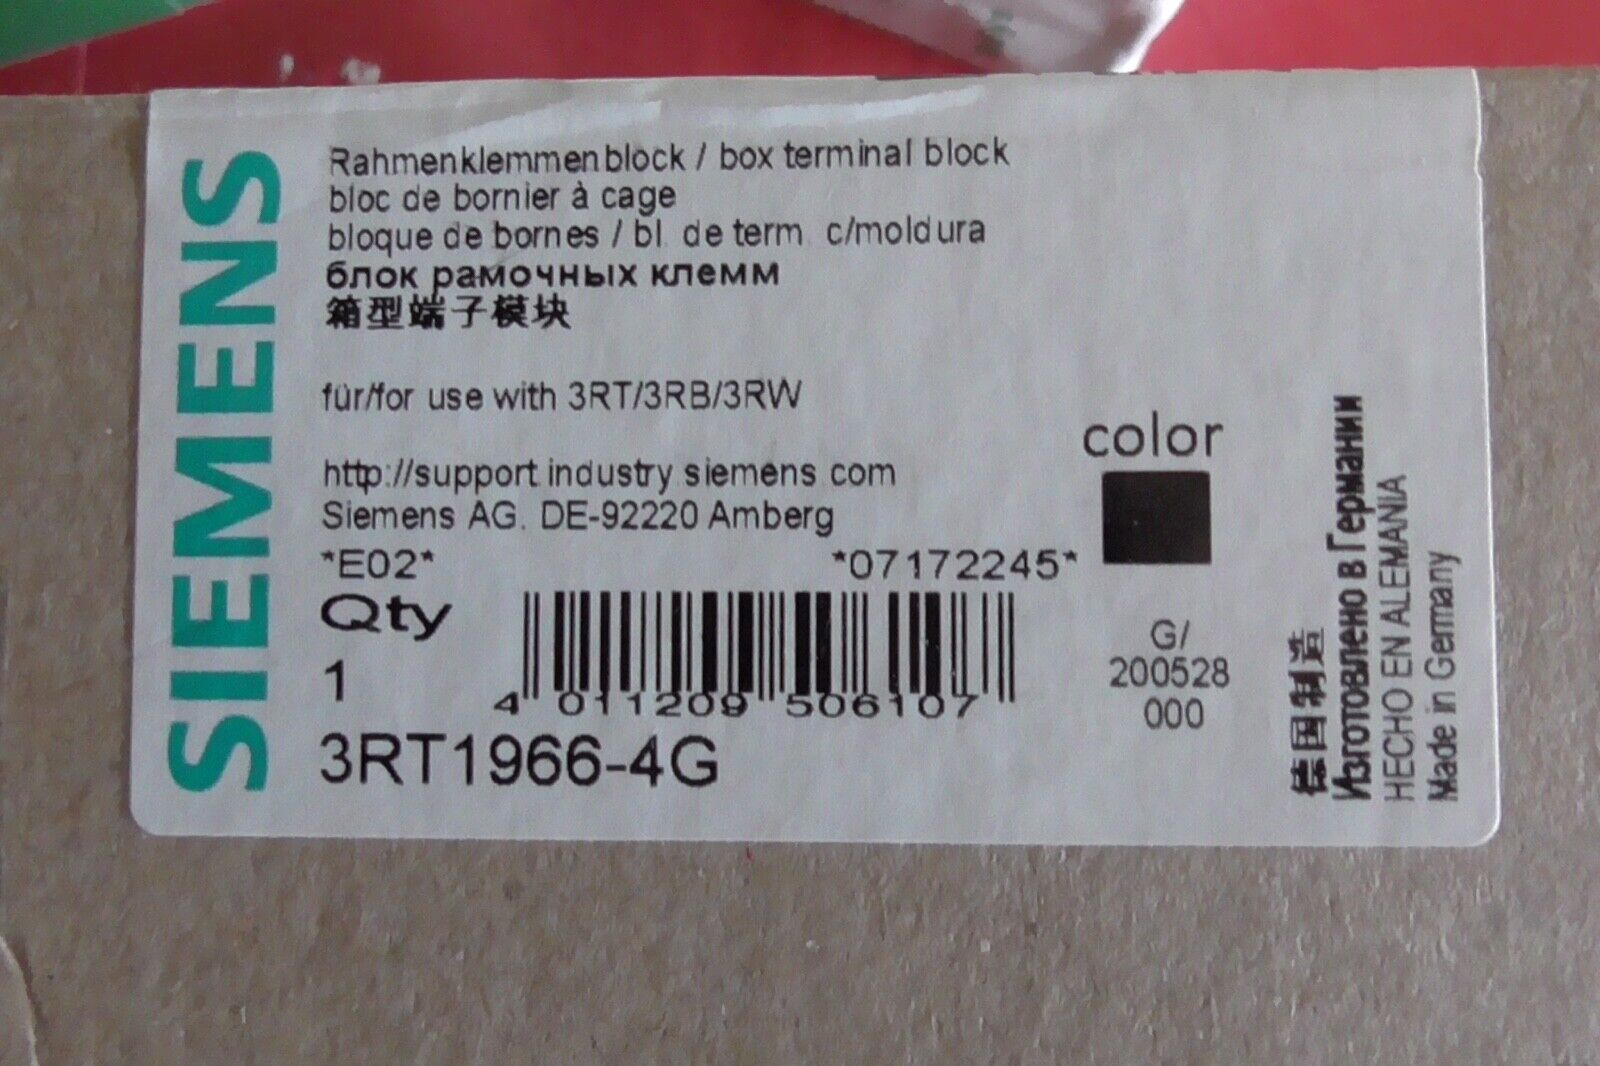 SIEMENS
Rahmenklemmenblock / box terminal block
bloc de bornier à cage
bloque de bornes / bl. de term. c/moldura
блок рамочных клемм
箱型端子模块
für/for use with 3RT/3RB/3RW
http://support.industry.siemens.com
Siemens AG. DE-92220 Amberg
*E02* *07172245*
Qty
1
4 011209 506107
3RT1966-4G
color
G/
200528
000
德国制造
Изготовлено в Германии
HECHO EN ALEMANIA
Made in Germany